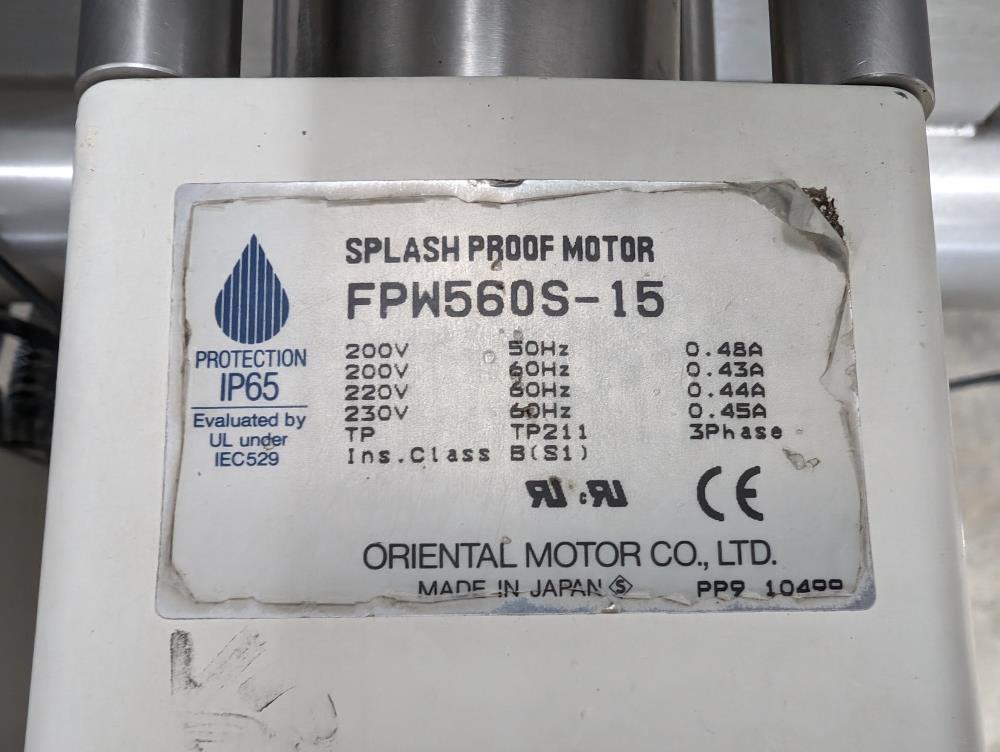 SPLASH PROOF MOTOR
FPW560S-15
PROTECTION
IP65
Evaluated by
UL under
IEC529
200V 50Hz 0.48A
200V 60Hz 0.43A
220V 60Hz 0.44A
230V 60Hz 0.45A
TP TP211 3Phase
Ins.Class B(S1)
CE
ORIENTAL MOTOR CO., LTD.
MADE IN JAPAN S
PP9